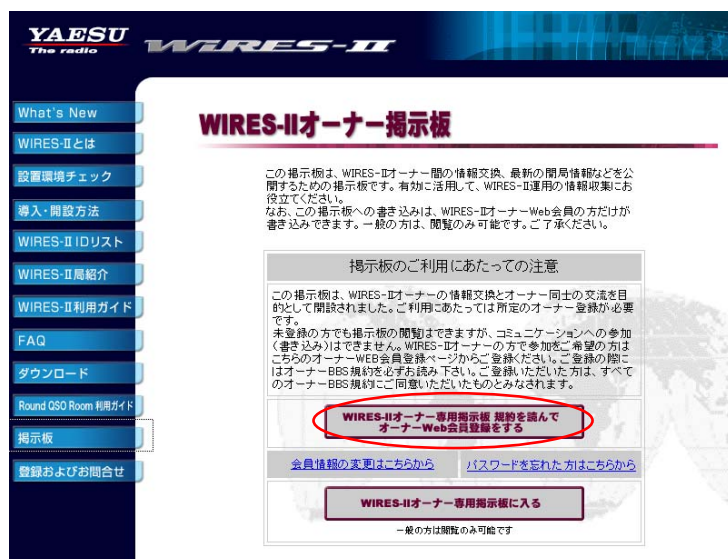 YAESU
The radio
WIRES-II
What's New
WIRES-IIとは
設置環境チェック
導入・開設方法
WIRES-II IDリスト
WIRES-II局紹介
WIRES-II利用ガイド
FAQ
ダウンロード
Round QSO Room 利用ガイド
掲示板
登録およびお問合せ
WIRES-IIオーナー掲示板
この掲示板は、WIRES-IIオーナー間の情報交換、最新の開局情報などを公
開するための掲示板です。有効に活用して、WIRES-II運用の情報収集にお
役立てください。
なお、この掲示板への書き込みは、WIRES-IIオーナーWeb会員の方だけが
書き込みできます。一般の方は、閲覧のみ可能です。ご了承ください。
掲示板のご利用にあたっての注意
この掲示板は、WIRES-IIオーナーの情報交換とオーナー同士の交流を目
的として開設されました。ご利用にあたっては所定のオーナー登録が必要
です。
未登録の方でも掲示板の閲覧はできますが、コミュニケーションへの参加
（書き込み）はできません。WIRES-IIオーナーの方で参加をご希望の方は
こちらのオーナーWEB会員登録ページからご登録ください。ご登録の際に
はオーナーBBS規約を必ずお読み下さい。ご登録いただいた方は、すべて
のオーナーBBS規約にご同意いただいたものとみなされます。
WIRES-IIオーナー専用掲示板 規約を読んで
オーナーWeb会員登録をする
会員情報の変更はこちらから
パスワードを忘れた方はこちらから
WIRES-IIオーナー専用掲示板に入る
一般の方は閲覧のみ可能です